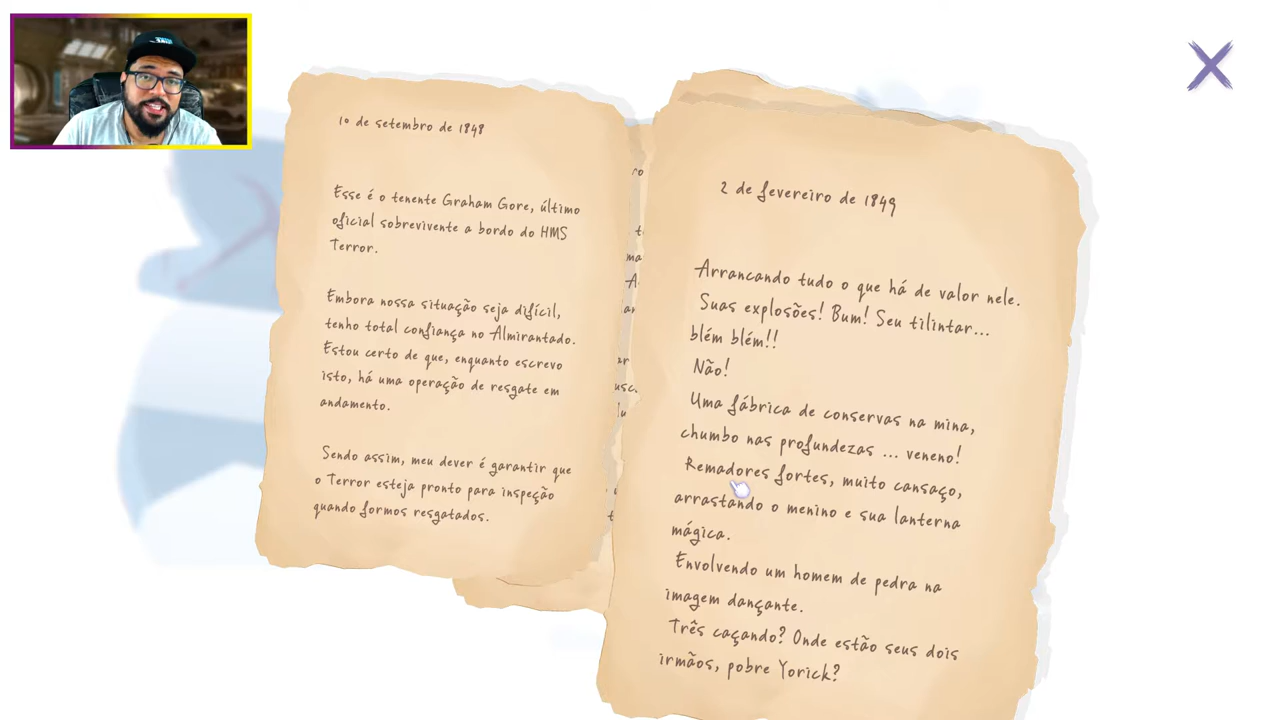 10 de setembro de 1848
Esse é o tenente Graham Gore, último
oficial sobrevivente a bordo do HMS
Terror.
Embora nossa situação seja difícil,
tenho total confiança no Almirantado.
Estou certo de que, enquanto escrevo
isto, há uma operação de resgate em
andamento.
Sendo assim, meu dever é garantir que
o Terror esteja pronto para inspeção
quando formos resgatados.
2 de fevereiro de 1849
Arrancando tudo o que há de valor nele.
Suas explosões! Bum! Seu tilintar...
blém blém!!
Não!
Uma fábrica de conservas na mina,
chumbo nas profundezas ... veneno!
Remadores fortes, muito cansaço,
arrastando o menino e sua lanterna
mágica.
Envolvendo um homem de pedra na
imagem dançante.
Três caçando? Onde estão seus dois
irmãos, pobre Yorick?